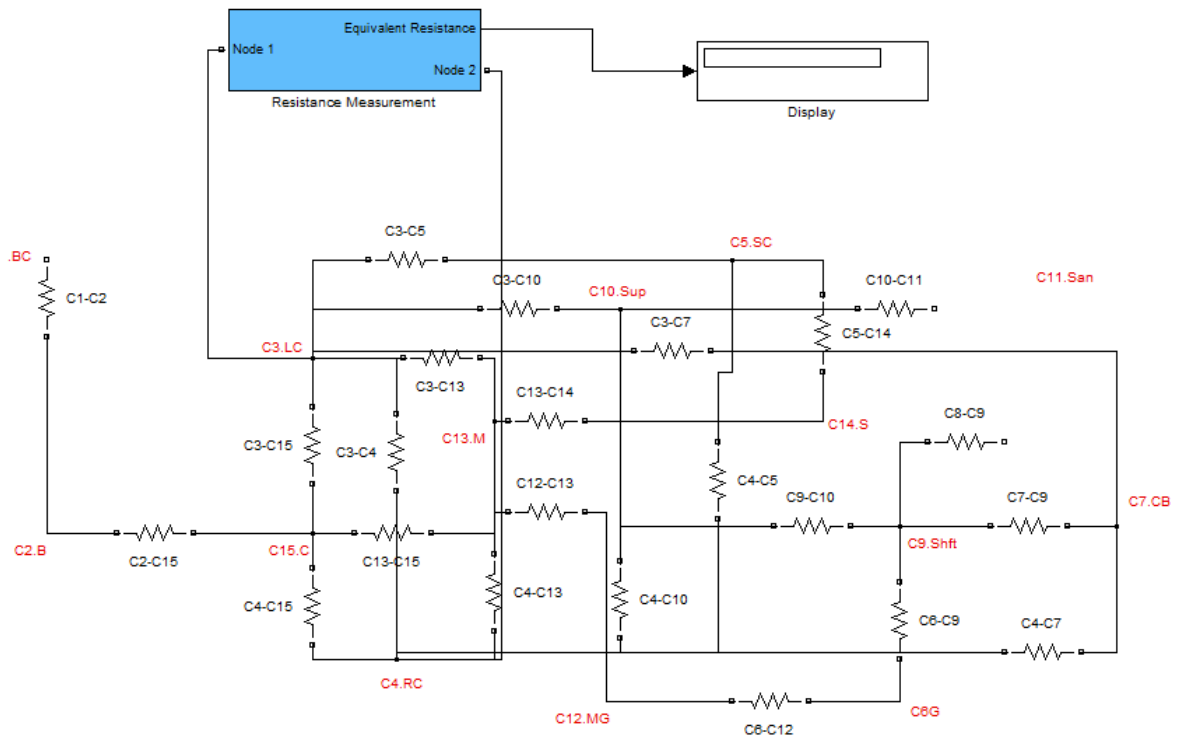 Equivalent Resistance
Node 1
Node 2
Resistance Measurement
Display
C3-C5
C5.SC
.BC
C3-C10
C10.Sup
C10-C11
C11.San
C1-C2
C3-C7
C5-C14
C3.LC
C3-C13
C13-C14
C8-C9
C14.S
C13.M
C3-C15
C3-C4
C4-C5
C12-C13
C9-C10
C7-C9
C7.CB
C2.B
C2-C15
C15.C
C13-C15
C9.Shft
C4-C15
C4-C13
C4-C10
C6-C9
C4-C7
C4.RC
C12.MG
C6-C12
C6G